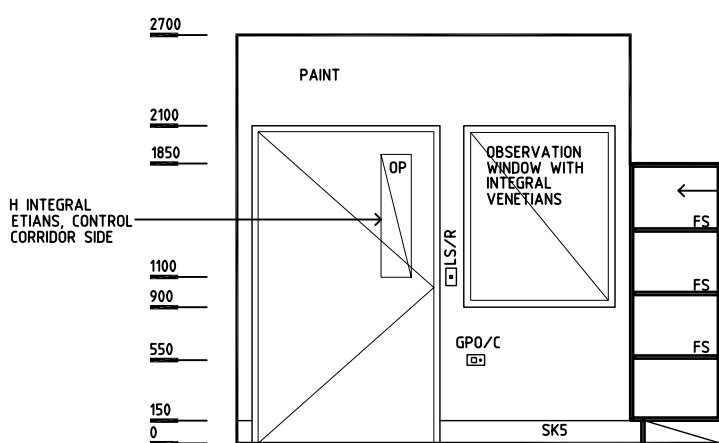 2700
PAINT
2100
1850
OP
OBSERVATION
WINDOW WITH
INTEGRAL
VENETIANS
H INTEGRAL
ETIANS, CONTROL
CORRIDOR SIDE
LS/R
FS
1100
FS
900
GPO/C
FS
550
150
0
SK5